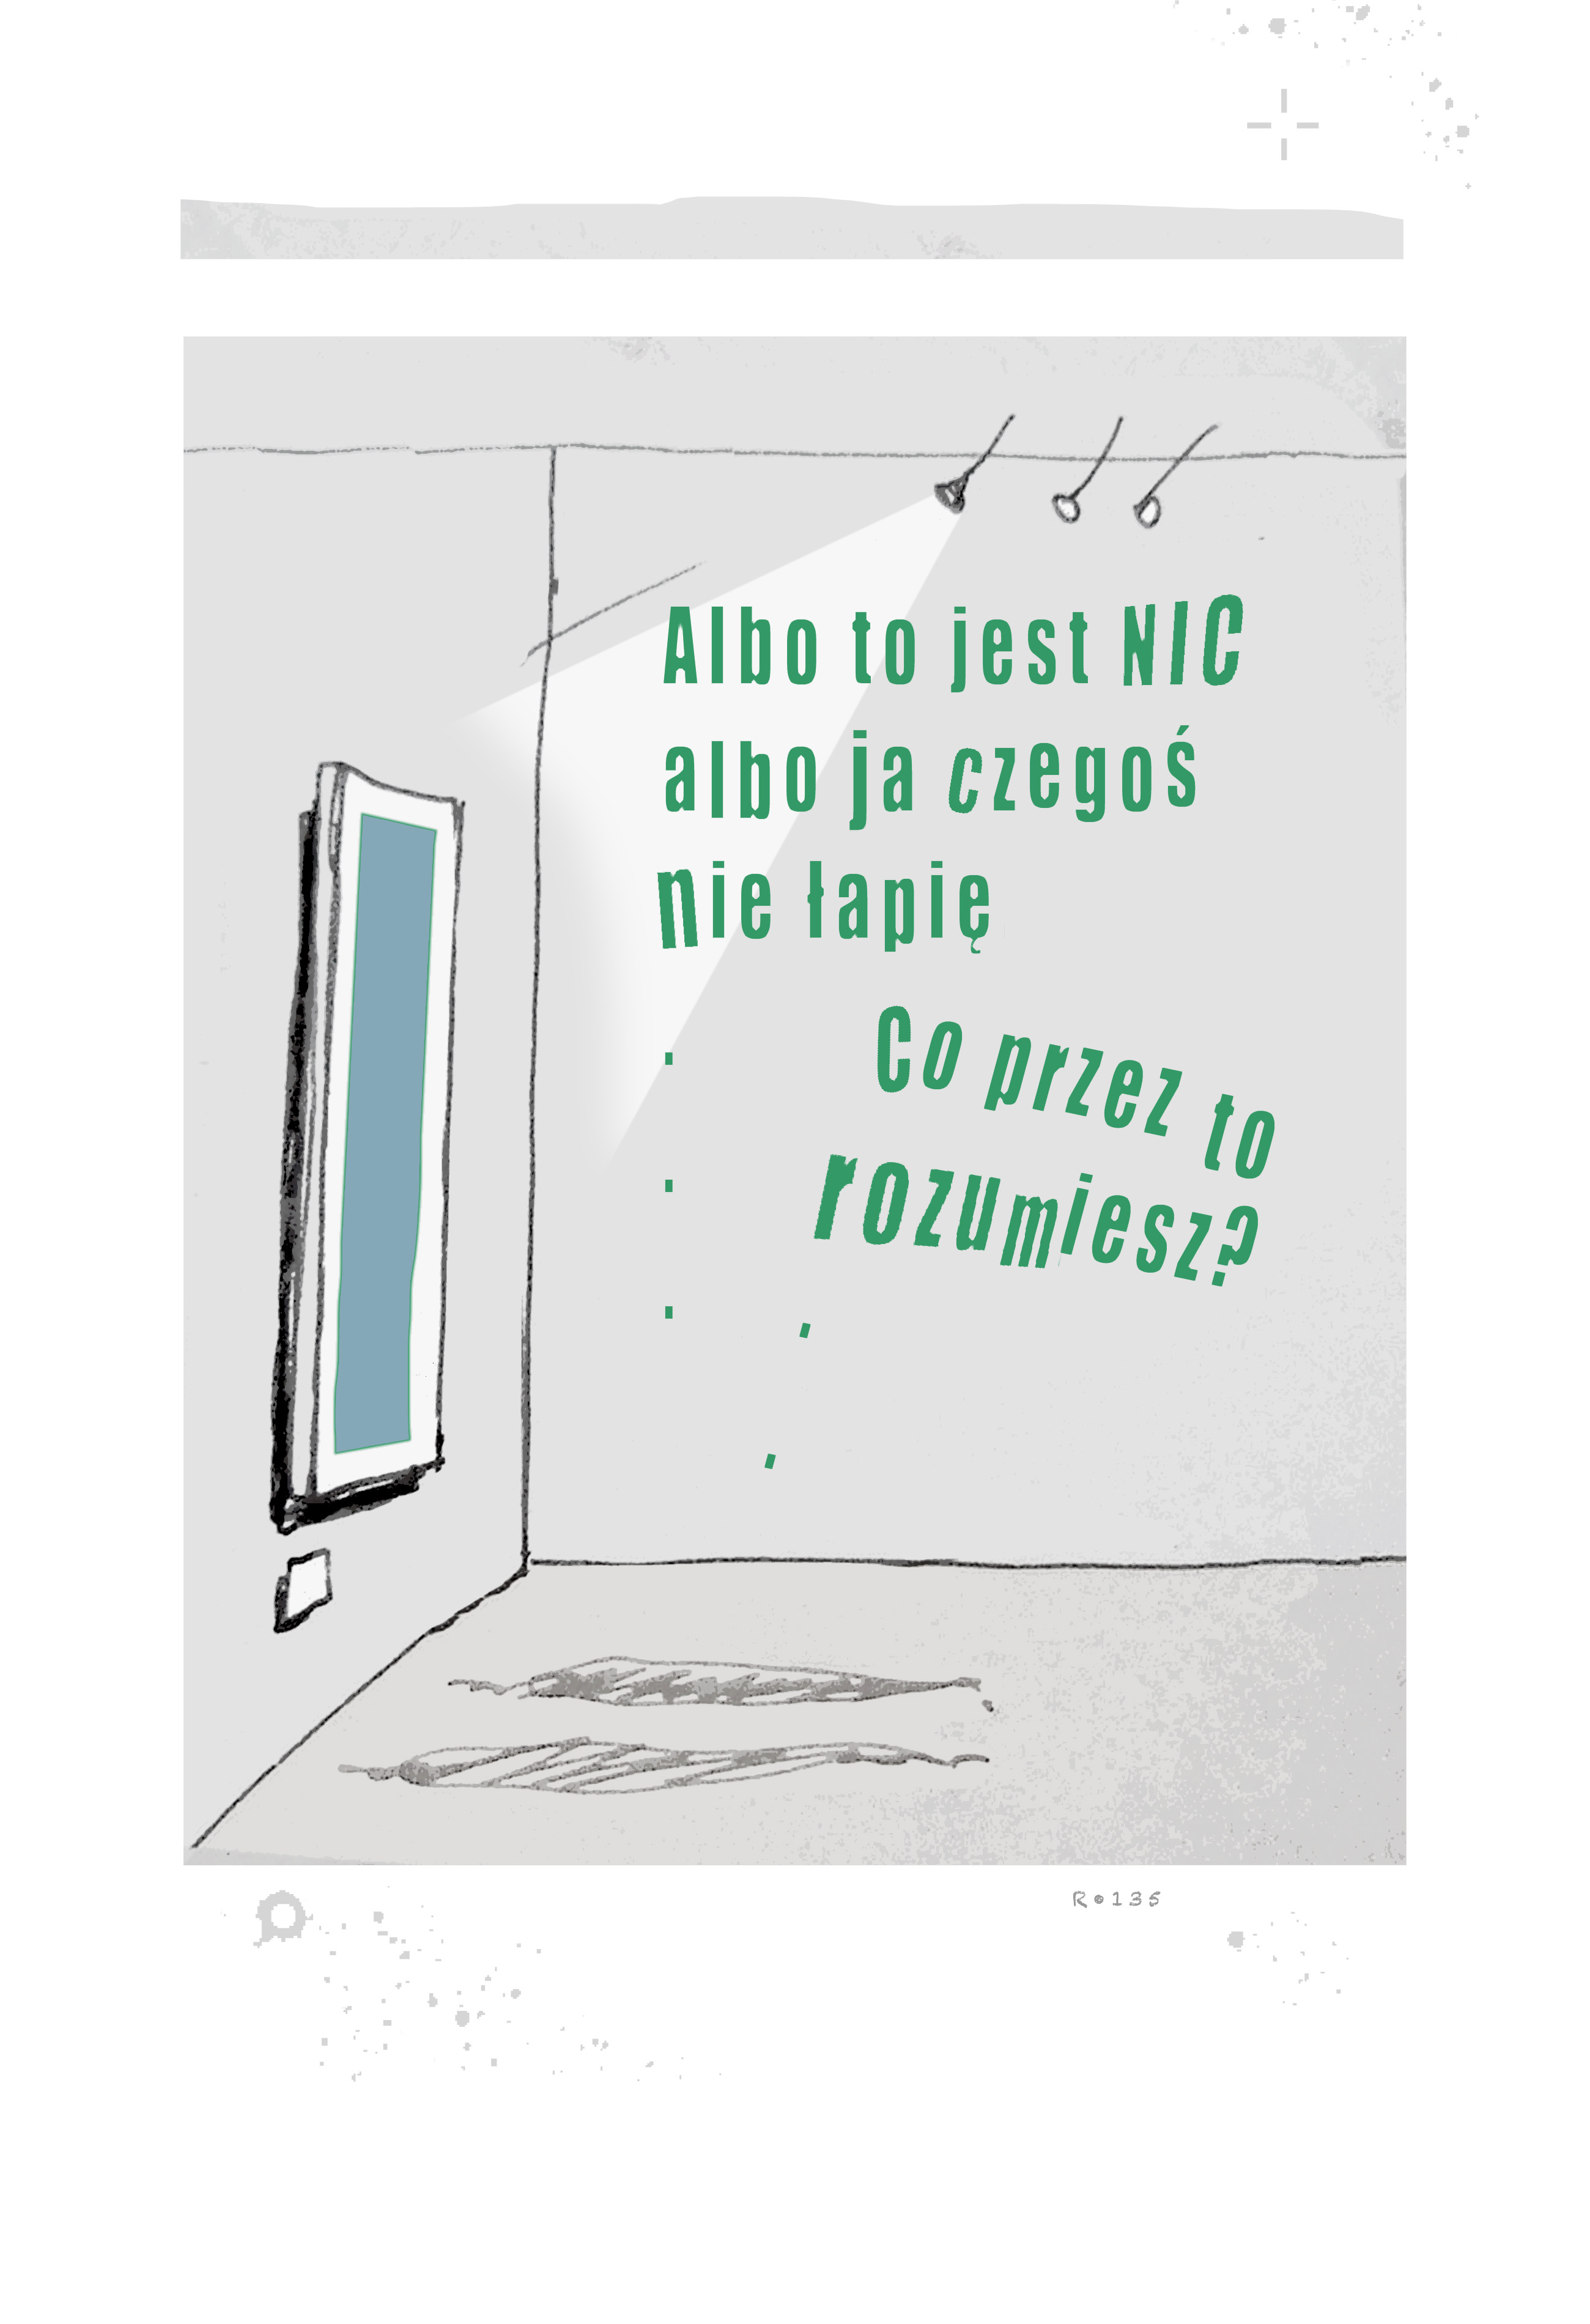 Albo to jest NIC
albo ja czegoś
nie łapię
.
Co przez to
rozumiesz?
.
.
.
.
R•135